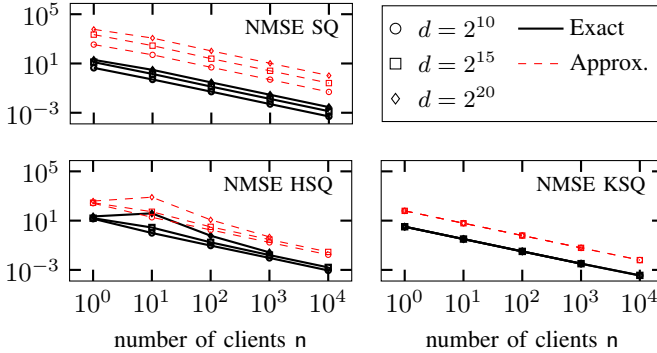 NMSE SQ
10^5
10^1
10^−3
d = 2^10
d = 2^15
d = 2^20
Exact
Approx.
NMSE HSQ
10^5
10^1
10^−3
10^0 10^1 10^2 10^3 10^4
number of clients n
NMSE KSQ
10^0 10^1 10^2 10^3 10^4
number of clients n